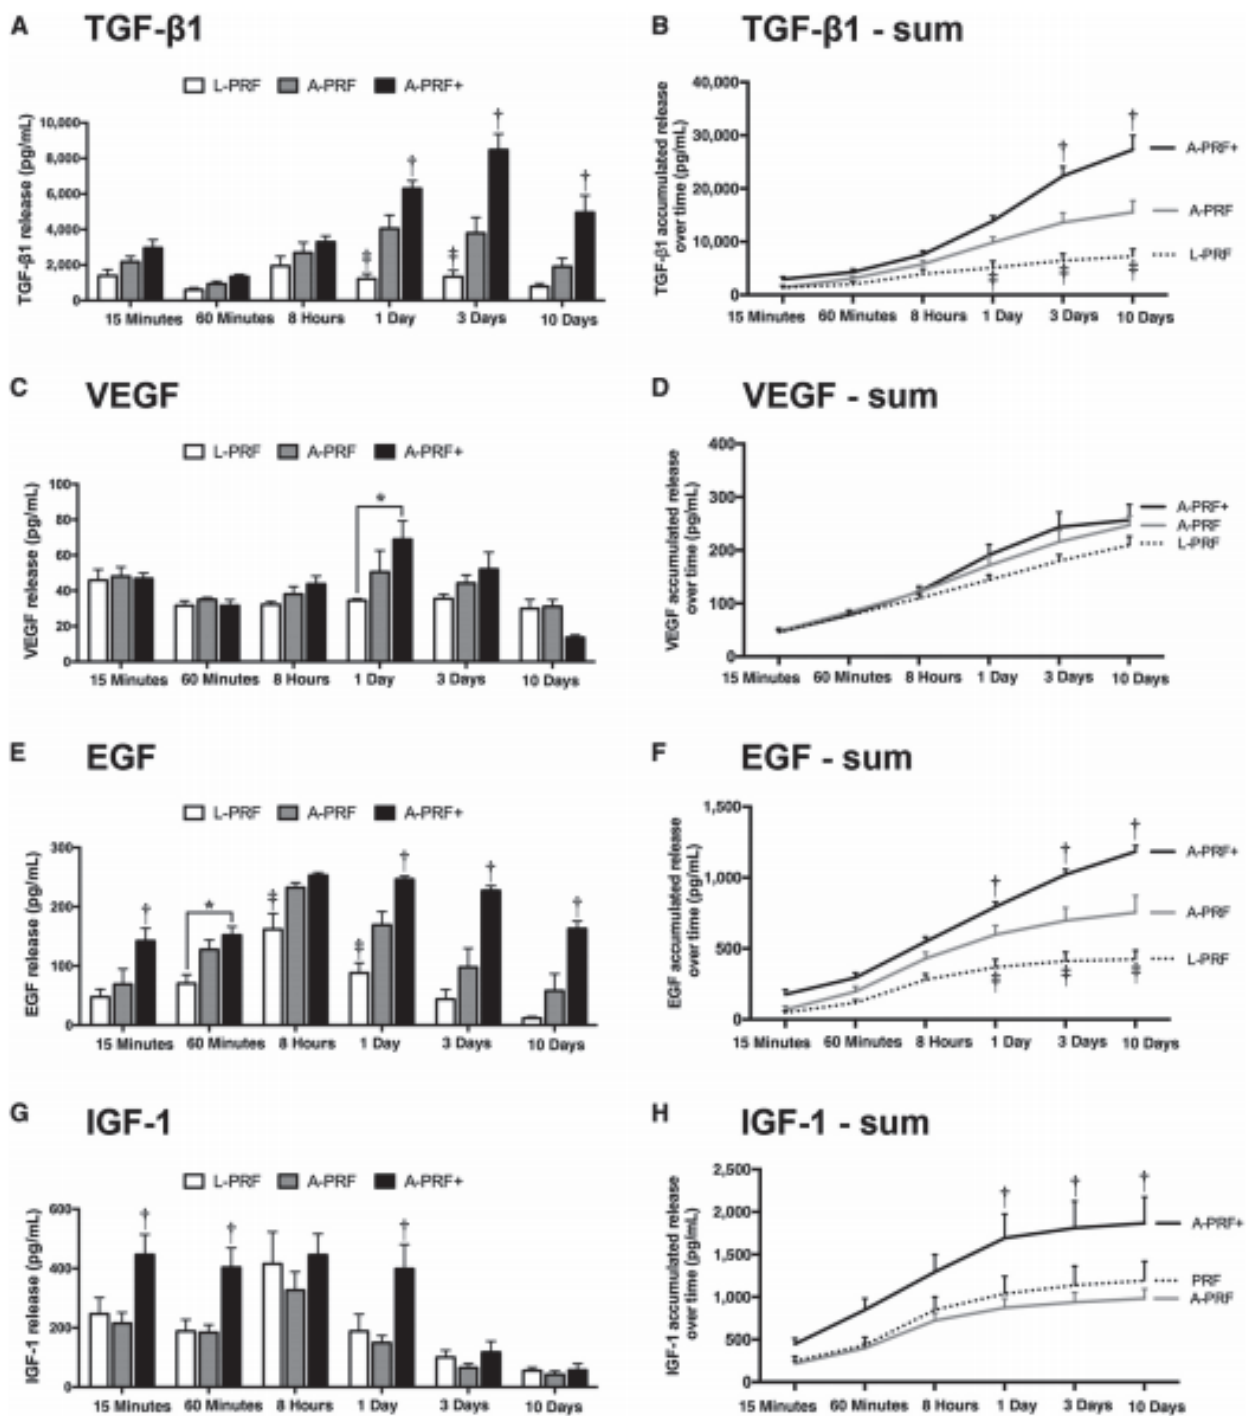 A TGF-β1
L-PRF A-PRF A-PRF+
TGF-β1 release (pg/mL)
10,000
8,000
6,000
4,000
2,000
0
‡ † ‡ † †
15 Minutes 60 Minutes 8 Hours 1 Day 3 Days 10 Days
B TGF-β1 - sum
TGF-β1 accumulated release
over time (pg/mL)
40,000
30,000
20,000
10,000
0
† †
‡ ‡ ‡
A-PRF+
A-PRF
L-PRF
15 Minutes 60 Minutes 8 Hours 1 Day 3 Days 10 Days
C VEGF
L-PRF A-PRF A-PRF+
VEGF release (pg/mL)
100
80
60
40
20
0
*
15 Minutes 60 Minutes 8 Hours 1 Day 3 Days 10 Days
D VEGF - sum
VEGF accumulated release
over time (pg/mL)
400
300
200
100
0
A-PRF+
A-PRF
L-PRF
15 Minutes 60 Minutes 8 Hours 1 Day 3 Days 10 Days
E EGF
L-PRF A-PRF A-PRF+
EGF release (pg/mL)
300
200
100
0
† * ‡ ‡ † † †
15 Minutes 60 Minutes 8 Hours 1 Day 3 Days 10 Days
F EGF - sum
EGF accumulated release
over time (pg/mL)
1,500
1,000
500
0
† † †
‡ ‡ ‡
A-PRF+
A-PRF
L-PRF
15 Minutes 60 Minutes 8 Hours 1 Day 3 Days 10 Days
G IGF-1
L-PRF A-PRF A-PRF+
IGF-1 release (pg/mL)
600
400
200
0
† † †
15 Minutes 60 Minutes 8 Hours 1 Day 3 Days 10 Days
H IGF-1 - sum
IGF-1 accumulated release
over time (pg/mL)
2,500
2,000
1,500
1,000
500
0
† † †
A-PRF+
PRF
A-PRF
15 Minutes 60 Minutes 8 Hours 1 Day 3 Days 10 Days